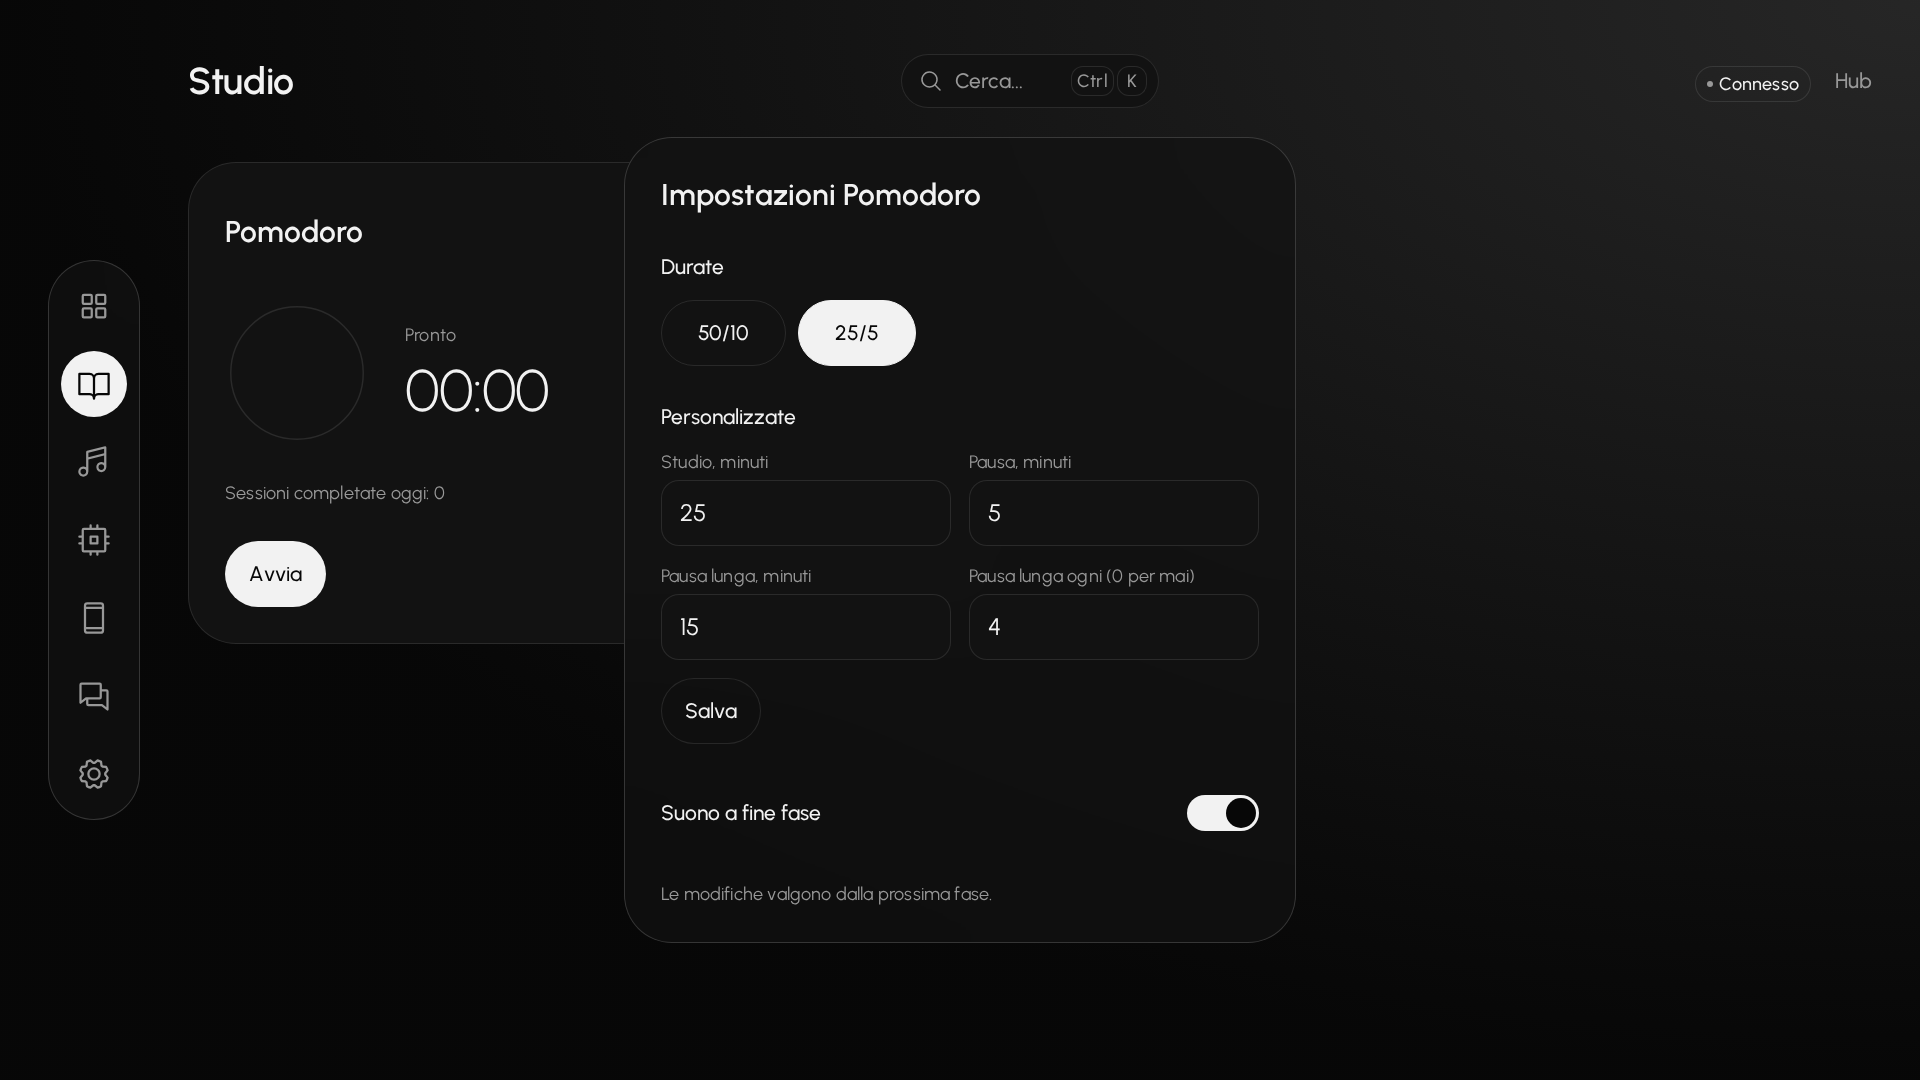 Studio
Cerca...
Ctrl K
Connesso
Hub
Pomodoro
Pronto
00:00
Sessioni completate oggi: 0
Avvia
Impostazioni Pomodoro
Durate
50/10
25/5
Personalizzate
Studio, minuti
Pausa, minuti
25
5
Pausa lunga, minuti
Pausa lunga ogni (0 per mai)
15
4
Salva
Suono a fine fase
Le modifiche valgono dalla prossima fase.